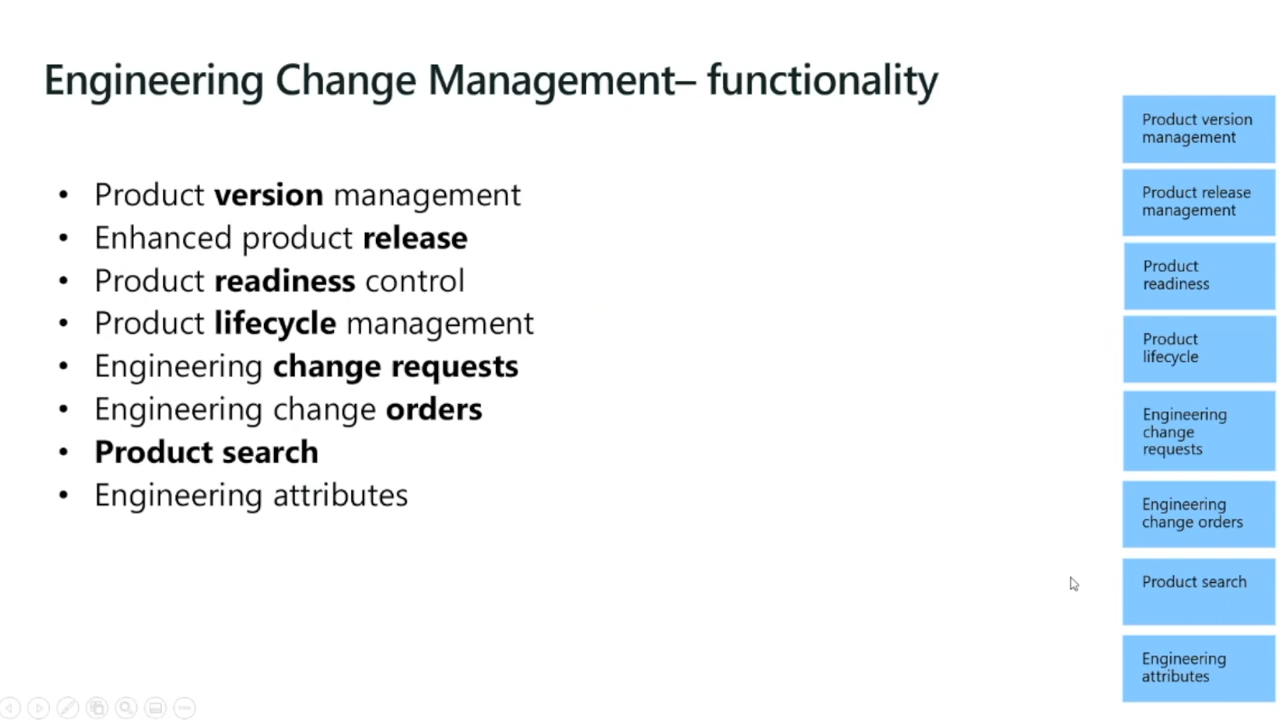 Engineering Change Management– functionality
• Product version management
• Enhanced product release
• Product readiness control
• Product lifecycle management
• Engineering change requests
• Engineering change orders
• Product search
• Engineering attributes
Product version
management
Product release
management
Product
readiness
Product
lifecycle
Engineering
change
requests
Engineering
change orders
Product search
Engineering
attributes